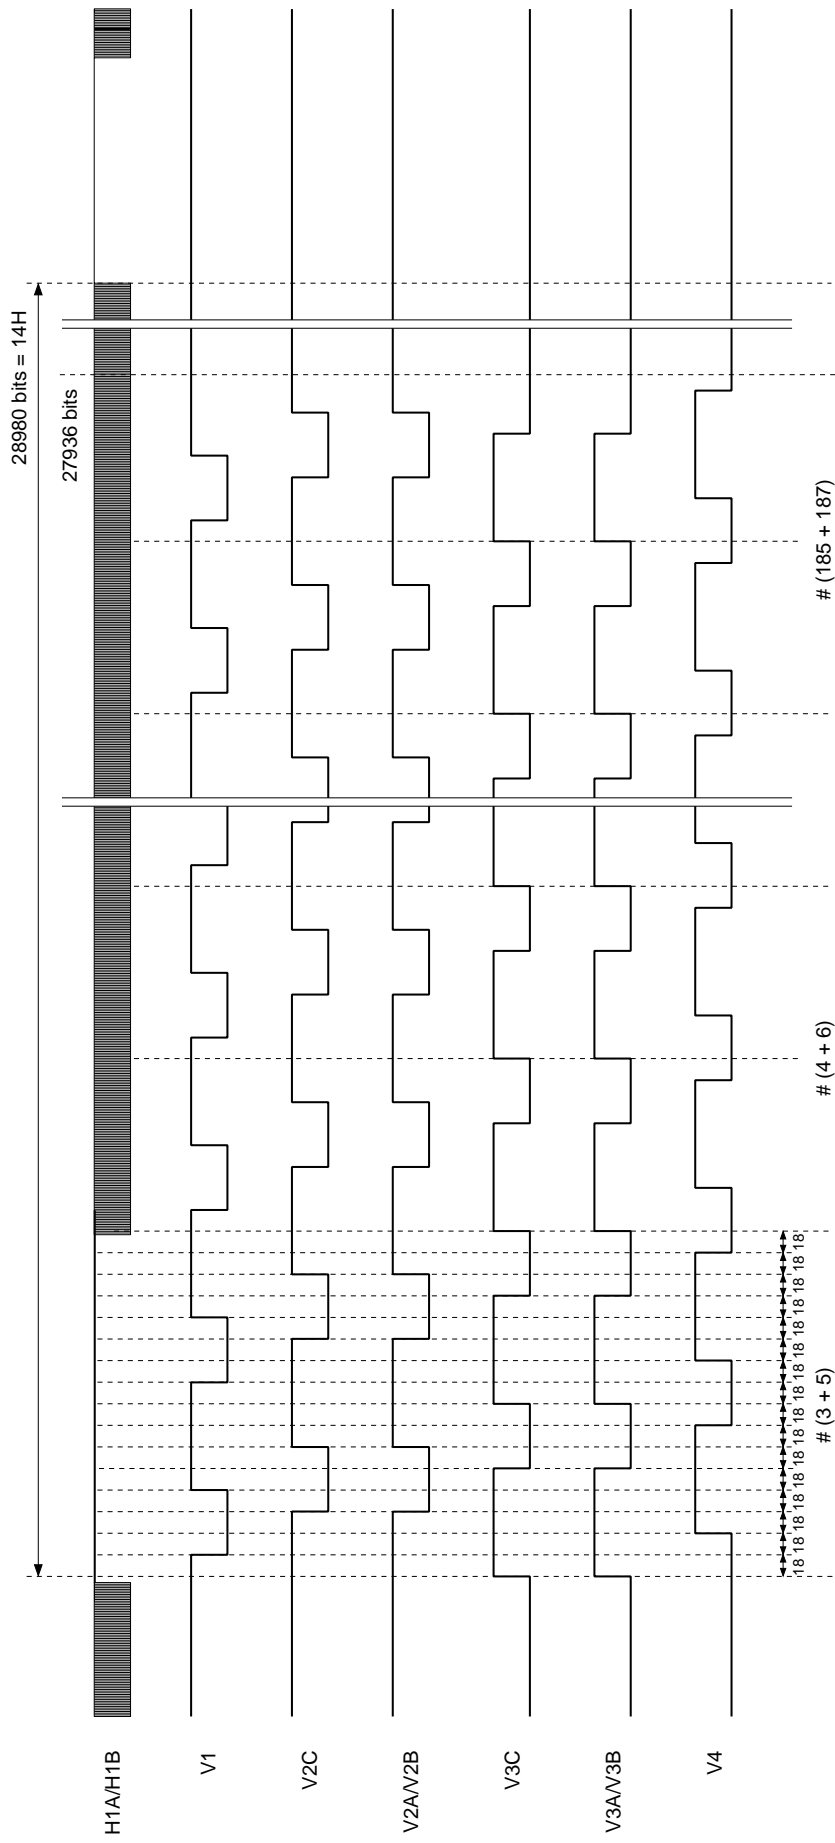 28980 bits = 14H
27936 bits
H1A/H1B
V1
V2C
V2A/V2B
V3C
V3A/V3B
V4
18 18 18 18 18 18 18 18 18 18 18 18 18 18 18 18
# (3 + 5)
# (4 + 6)
# (185 + 187)